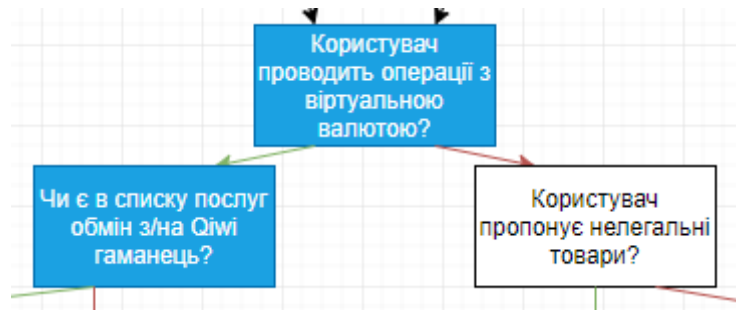 Користувач
проводить операції з
віртуальною
валютою?
Чи є в списку послуг
обмін з/на Qiwi
гаманець?
Користувач
пропонує нелегальні
товари?